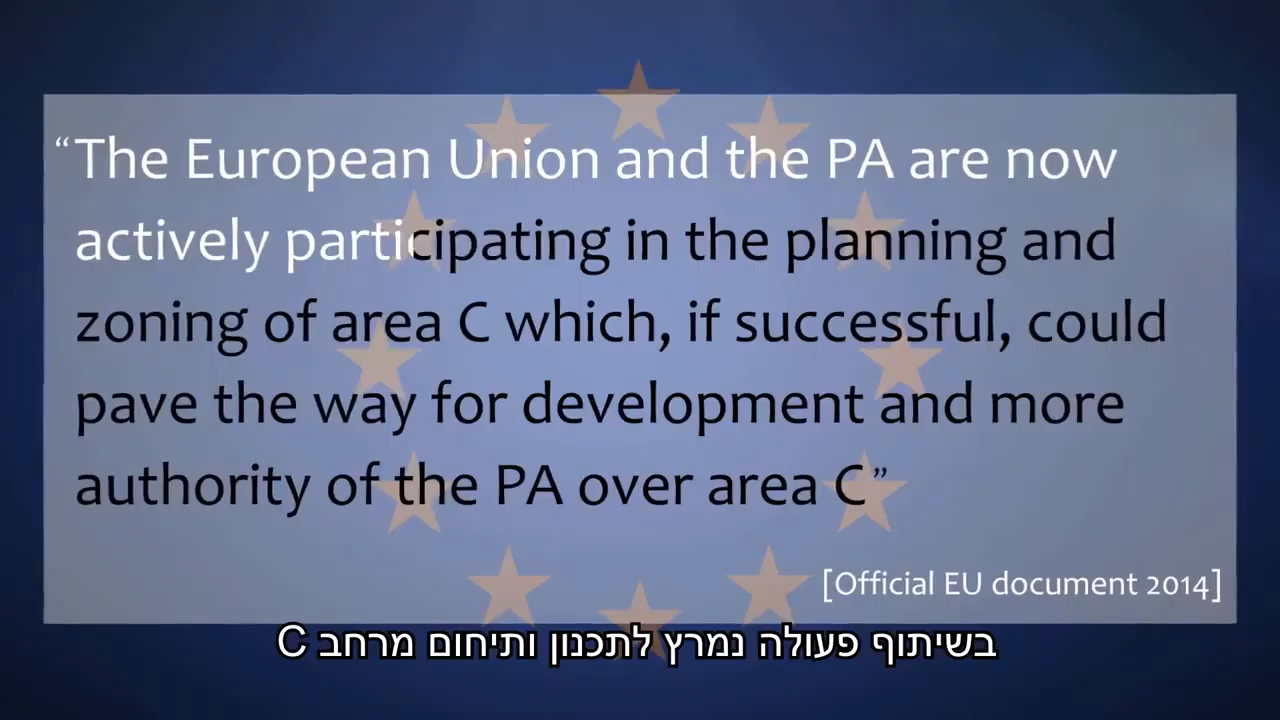 “The European Union and the PA are now
actively participating in the planning and
zoning of area C which, if successful, could
pave the way for development and more
authority of the PA over area C”
[Official EU document 2014]
בשיתוף פעולה נמרץ לתכנון ותיחום מרחב C